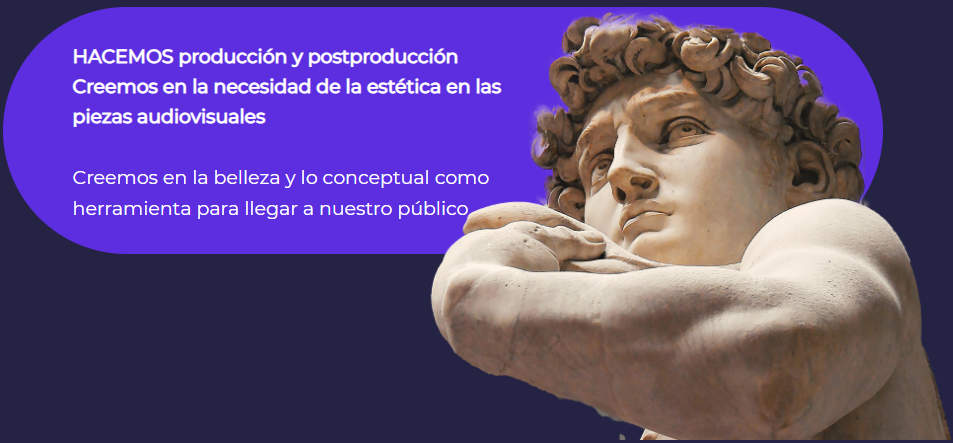 HACEMOS producción y postproducción
Creemos en la necesidad de la estética en las
piezas audiovisuales
Creemos en la belleza y lo conceptual como
herramienta para llegar a nuestro público